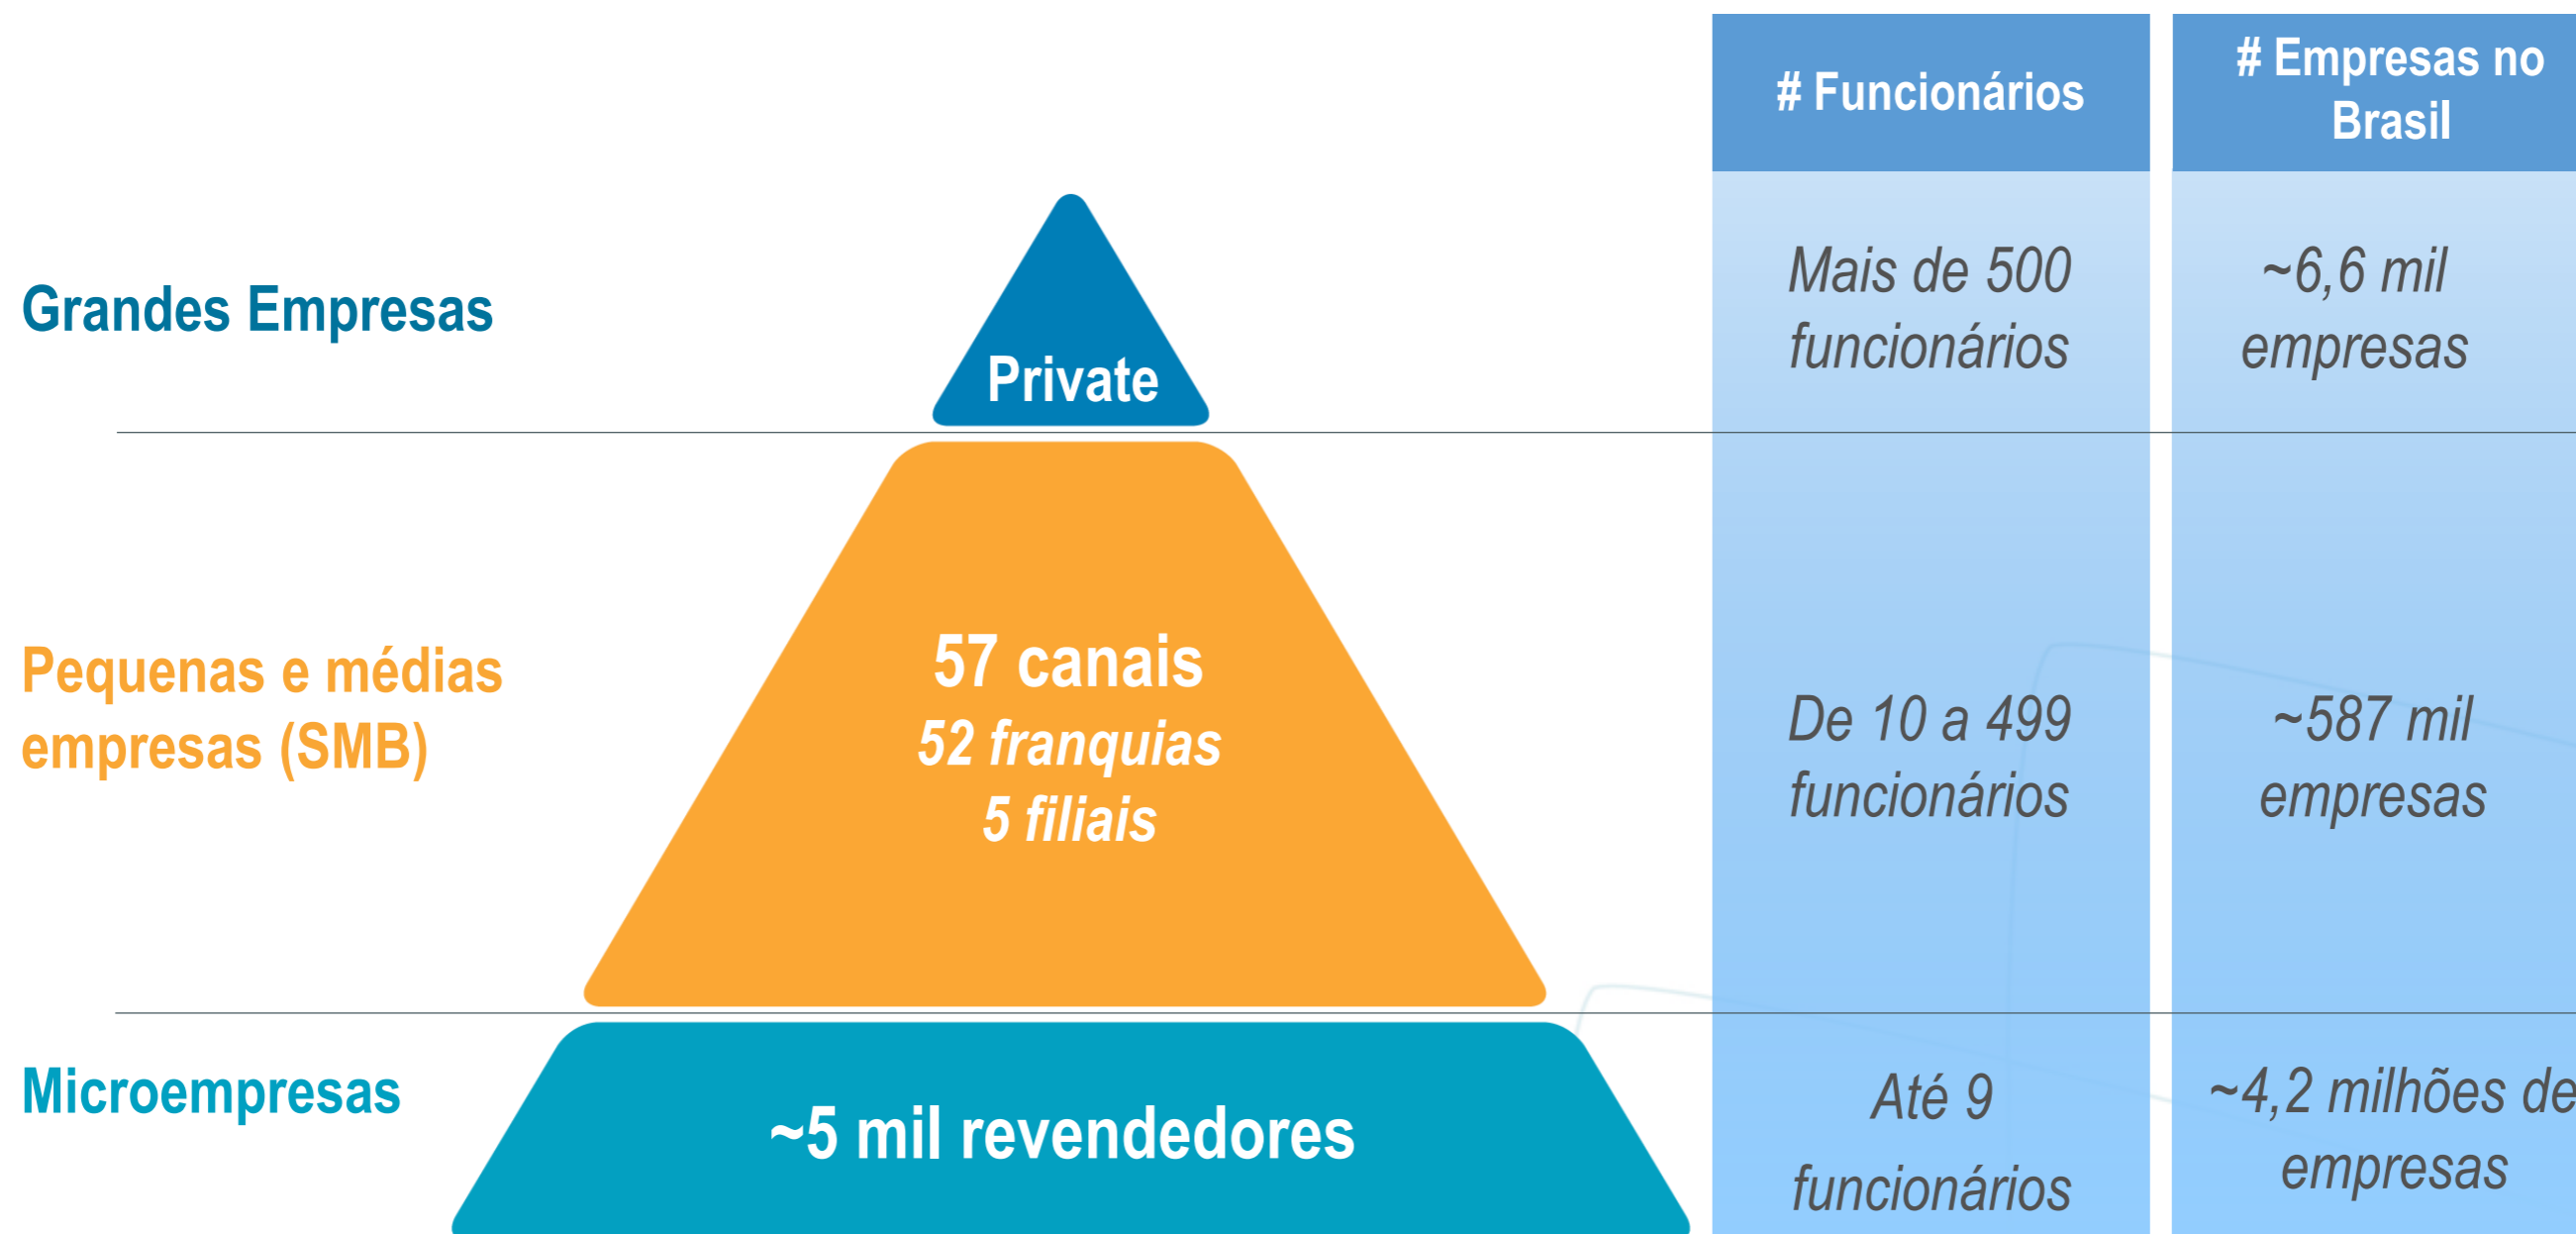 # Funcionários
# Empresas no
Brasil
Grandes Empresas
Private
Mais de 500
funcionários
~6,6 mil
empresas
Pequenas e médias
empresas (SMB)
57 canais
52 franquias
5 filiais
De 10 a 499
funcionários
~587 mil
empresas
Microempresas
~5 mil revendedores
Até 9
funcionários
~4,2 milhões de
empresas